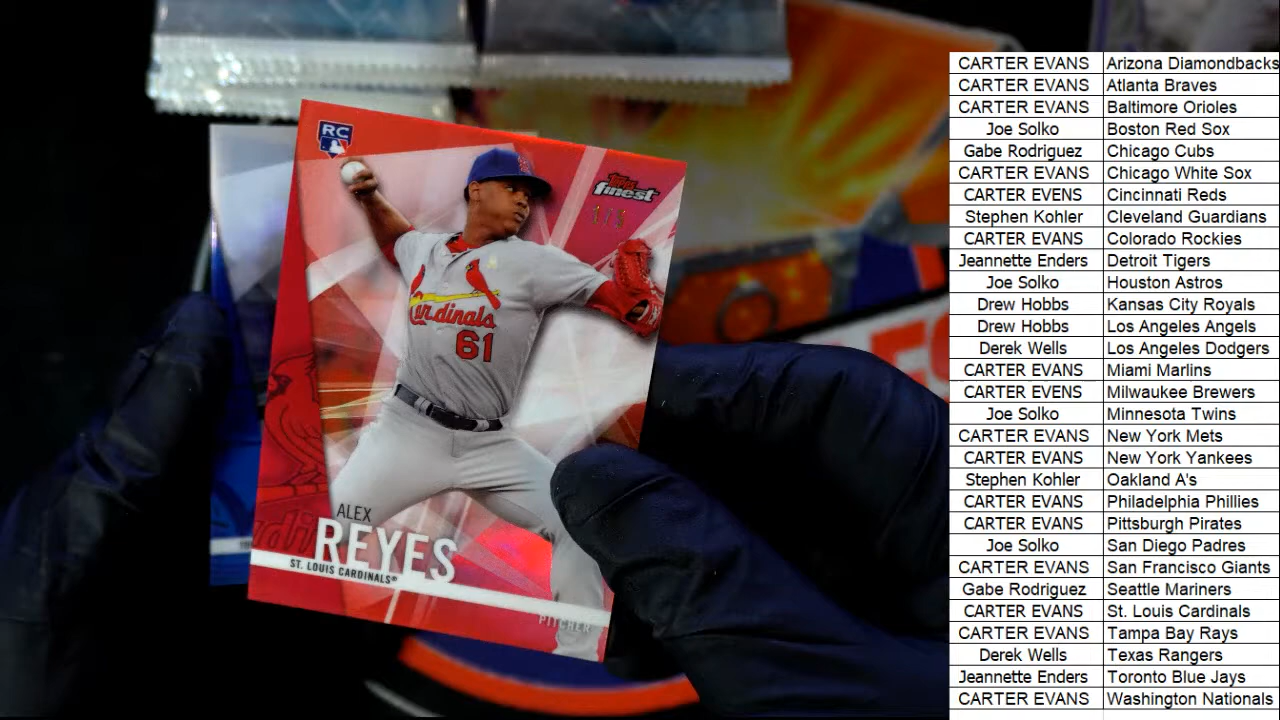 RC
Topps
finest
1/5
Cardinals
61
ALEX
REYES
ST. LOUIS CARDINALS®
PITCHER
CARTER EVANS Arizona Diamondbacks
CARTER EVANS Atlanta Braves
CARTER EVANS Baltimore Orioles
Joe Solko Boston Red Sox
Gabe Rodriguez Chicago Cubs
CARTER EVANS Chicago White Sox
CARTER EVENS Cincinnati Reds
Stephen Kohler Cleveland Guardians
CARTER EVANS Colorado Rockies
Jeannette Enders Detroit Tigers
Joe Solko Houston Astros
Drew Hobbs Kansas City Royals
Drew Hobbs Los Angeles Angels
Derek Wells Los Angeles Dodgers
CARTER EVANS Miami Marlins
CARTER EVENS Milwaukee Brewers
Joe Solko Minnesota Twins
CARTER EVANS New York Mets
CARTER EVANS New York Yankees
Stephen Kohler Oakland A's
CARTER EVANS Philadelphia Phillies
CARTER EVANS Pittsburgh Pirates
Joe Solko San Diego Padres
CARTER EVANS San Francisco Giants
Gabe Rodriguez Seattle Mariners
CARTER EVANS St. Louis Cardinals
CARTER EVANS Tampa Bay Rays
Derek Wells Texas Rangers
Jeannette Enders Toronto Blue Jays
CARTER EVANS Washington Nationals